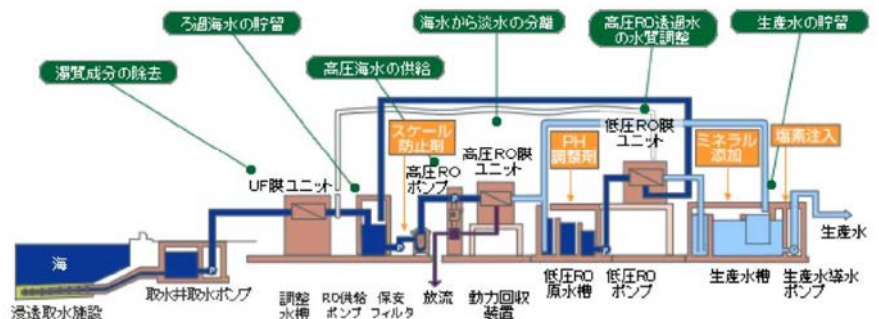 ろ過海水の貯留
海水から淡水の分離
高圧RO透過水
の水質調整
生産水の貯留
濁質成分の除去
高圧海水の供給
スケール
防止剤
高圧RO
ポンプ
高圧RO膜
ユニット
PH
調整剤
低圧RO膜
ユニット
ミネラル
添加
塩素注入
UF膜ユニット
海
生産水
取水井取水ポンプ
浸透取水施設
調整
水槽
RO供給
ポンプ
保安
フィルタ
放流
動力回収
装置
低圧RO
原水槽
低圧RO
ポンプ
生産水槽
生産水導水
ポンプ
P
P
P
P
P